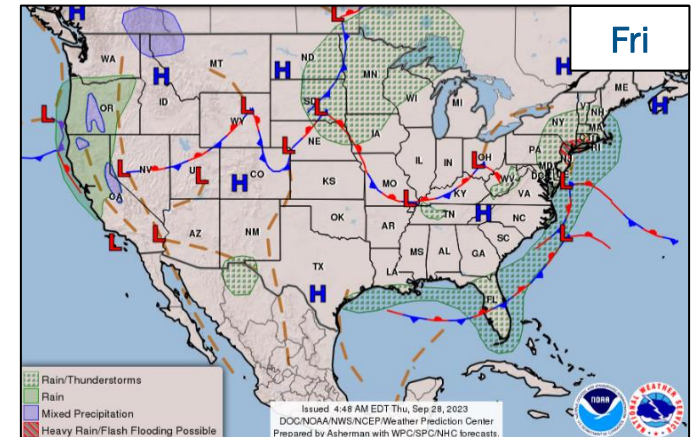 Fri
H
L
H
WA
MT
ND
MN
ME
H
H
H
H
L
OR
ID
WY
L
SD
L
WI
MI
NY
VT
NH
MA
RI
L
NE
IA
PA
NJ
L
NV
UT
L
CO
H
IL
IN
OH
L
MD
DE
WV
VA
L
CA
KS
MO
KY
L
TN
H
NC
L
L
AZ
NM
OK
AR
SC
L
TX
H
MS
AL
GA
LA
FL
Rain/Thunderstorms
Rain
Mixed Precipitation
Heavy Rain/Flash Flooding Possible
Issued 4:48 AM EDT Thu, Sep 28, 2023
DOC/NOAA/NWS/NCEP/Weather Prediction Center
Prepared by Asherman with WPC/SPC/NHC forecasts.
NOAA
NATIONAL WEATHER SERVICE